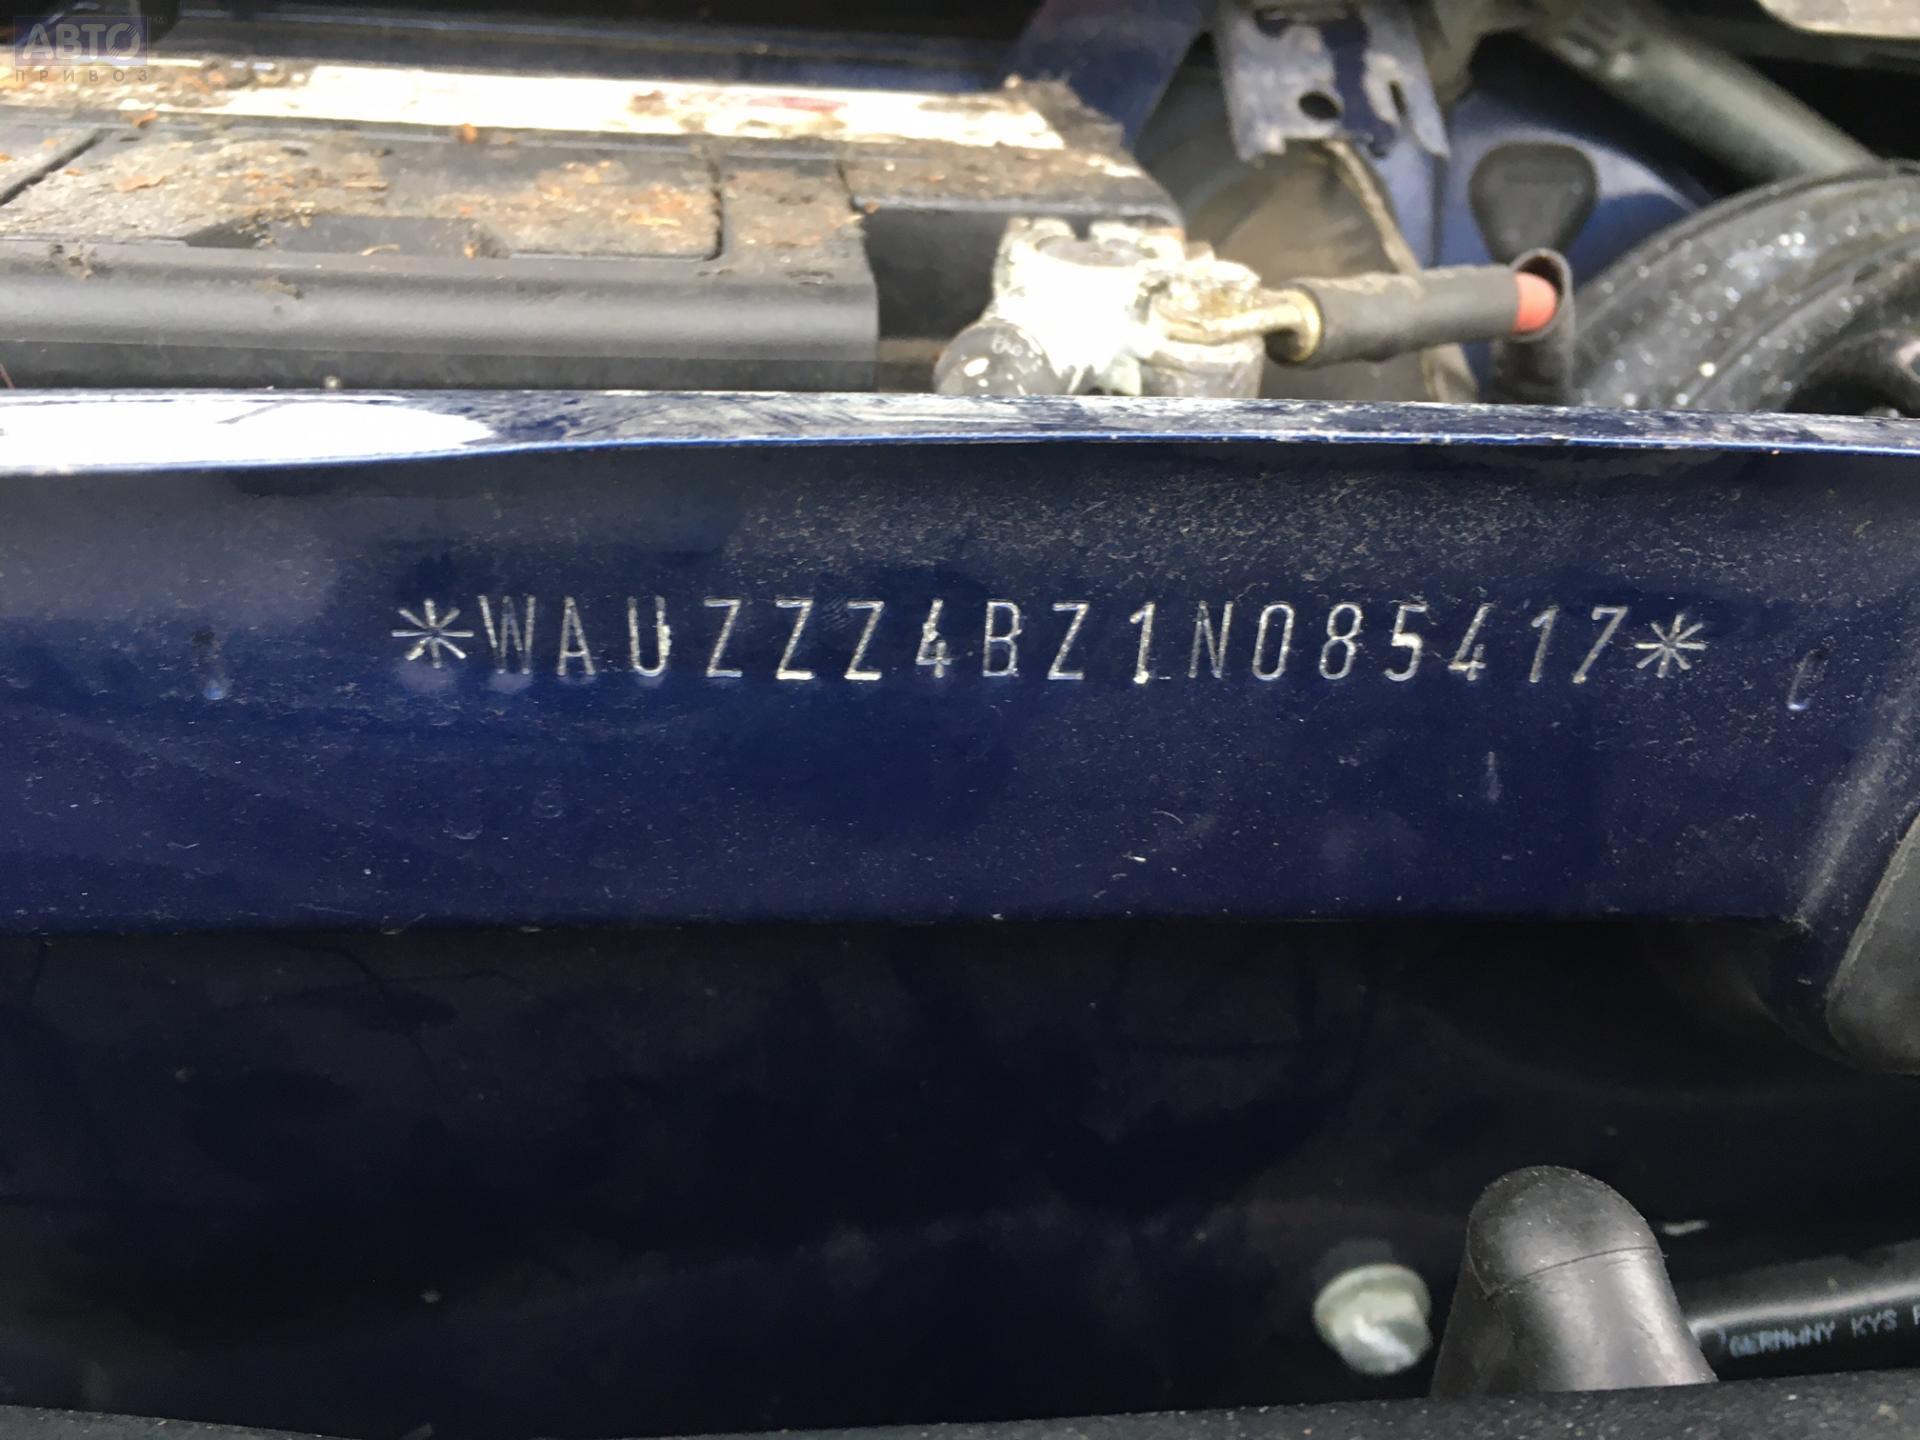 АВТО
ПРИВОЗ
*WAUZZZ4BZ1N085417*
GERMANY KYS